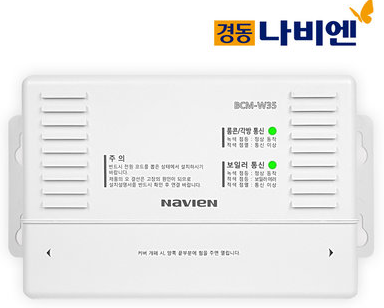 경동 나비엔
BCM-W35
룸콘/각방 통신
녹색 점등 : 정상 동작
적색 점멸 : 통신 이상
주 의
반드시 전원 코드를 뽑은 상태에서 설치하시기
바랍니다.
제품의 오 결선은 고장의 원인이 되므로
설치설명서를 반드시 확인 후 연결 바랍니다.
보일러 통신
녹색 점등 : 정상 동작
적색 점멸 : 보일러 에러
적색 점등 : 통신 이상
NAVIEN
커버 개폐 시, 양쪽 끝부분에 힘을 주면 열립니다.